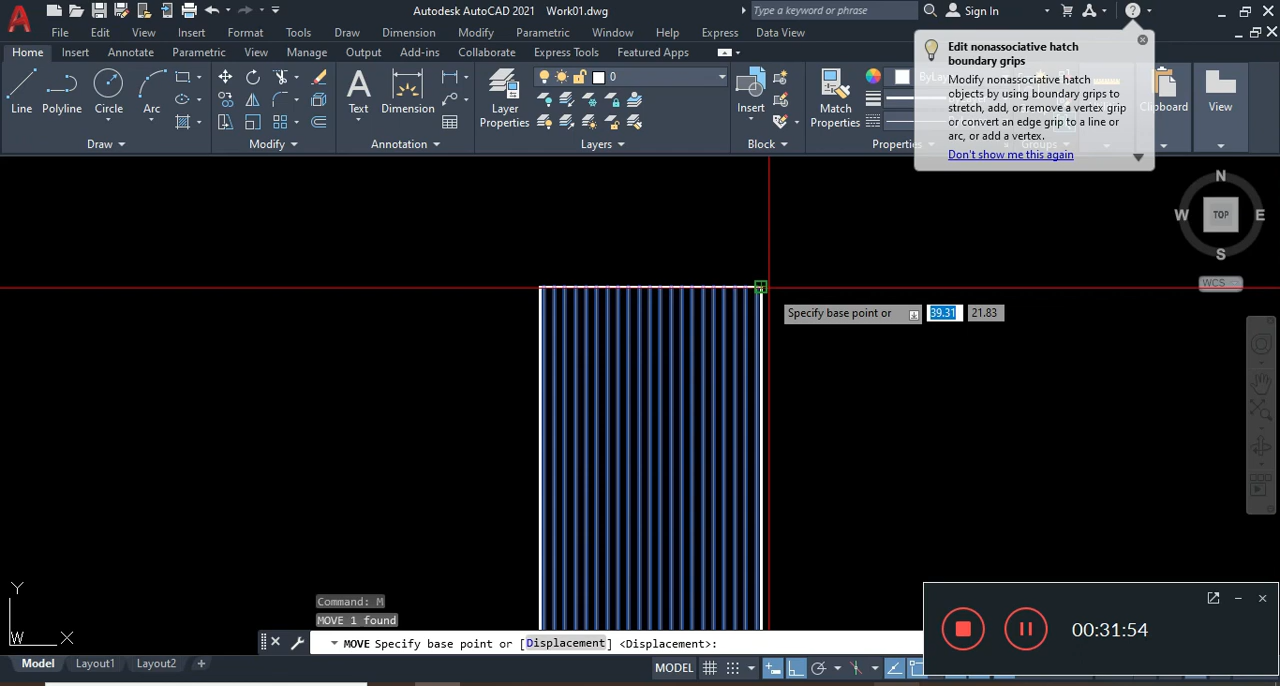 Autodesk AutoCAD 2021 Work01.dwg
Type a keyword or phrase
Sign In
File Edit View Insert Format Tools Draw Dimension Modify Parametric Window Help Express Data View
Home Insert Annotate Parametric View Manage Output Add-ins Collaborate Express Tools Featured Apps
Line Polyline Circle Arc
Text Dimension
Layer
Properties
0
Insert
Match
Properties
Clipboard
View
Draw Modify Annotation Layers Block Properties Groups
Edit nonassociative hatch
boundary grips
Modify nonassociative hatch
objects by using boundary grips to
stretch, add, or remove a vertex grip
or convert an edge grip to a line or
arc, or add a vertex.
Don't show me this again
N
W TOP E
S
WCS
Specify base point or 39.31 21.83
Y
W X
Command: M
MOVE 1 found
MOVE Specify base point or [Displacement] <Displacement>:
00:31:54
Model Layout1 Layout2 +
MODEL